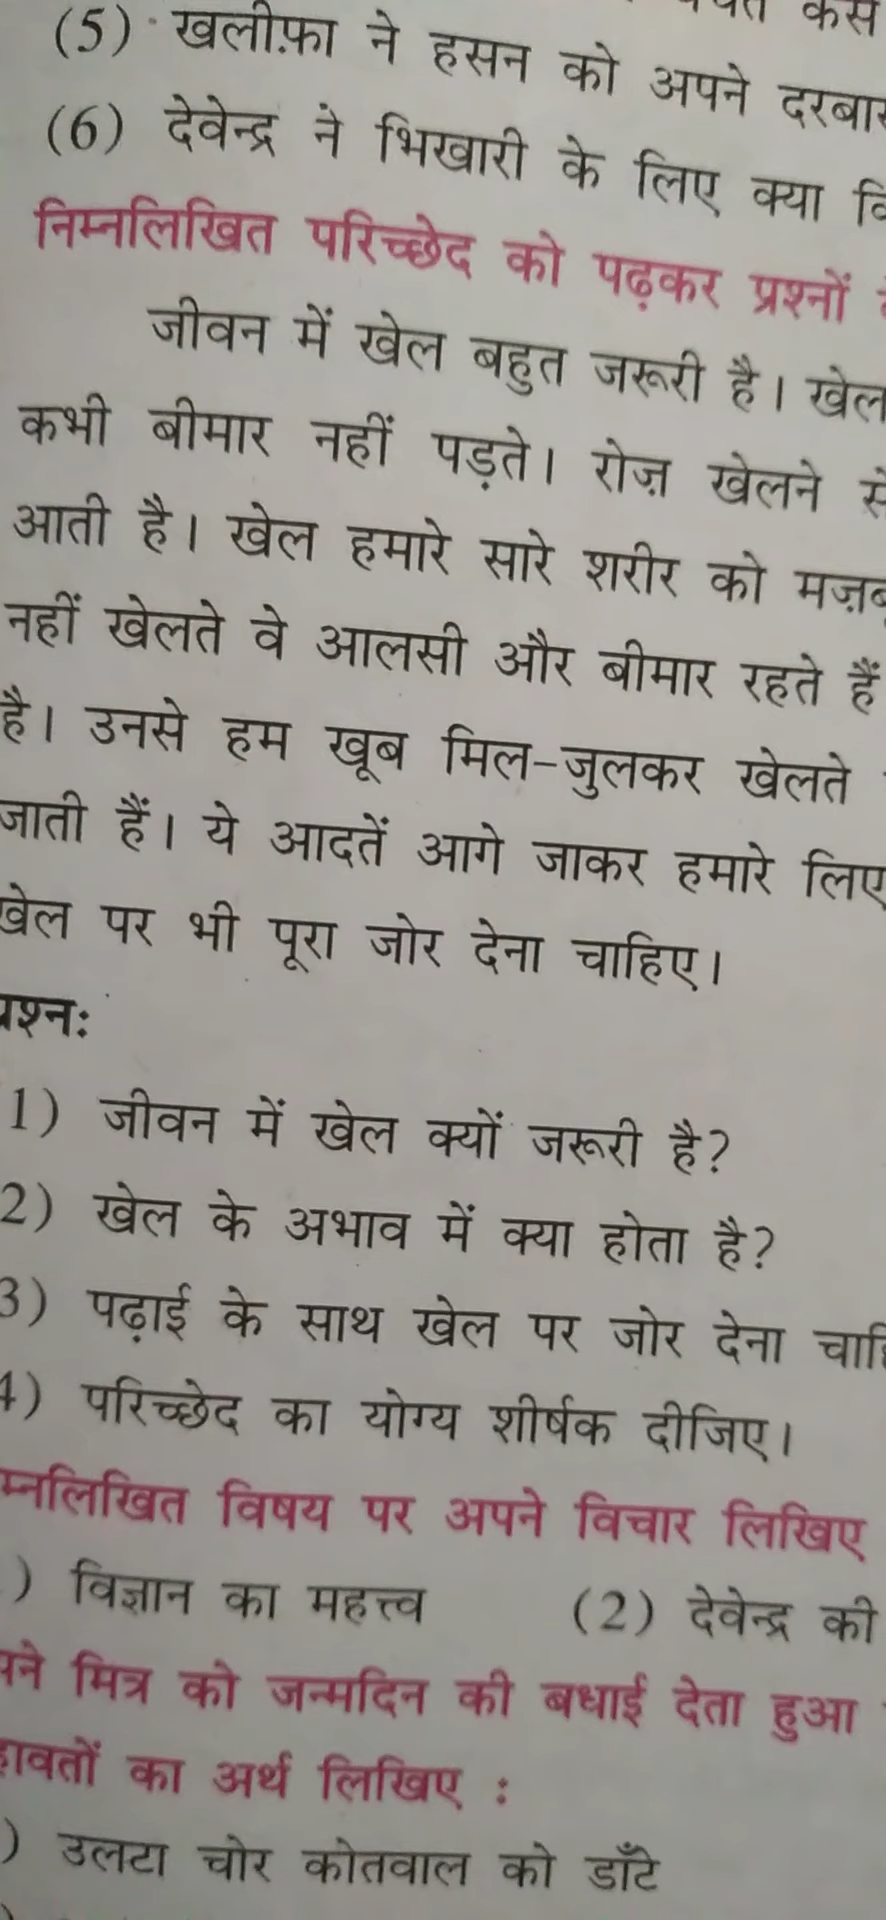 कस
(5) खलीफ़ा ने हसन को अपने
(6) देवेन्द्र ने भिखारी के लिए क्या
निम्नलिखित परिच्छेद को पढ़कर प्रश्नों
जीवन में खेल बहुत जरूरी है। खेल
कभी बीमार नहीं पड़ते। रोज़ खेलने से
आती है। खेल हमारे सारे शरीर को
नहीं खेलते वे आलसी और बीमार रहते हैं
है। उनसे हम खूब मिल-जुलकर खेलते
जाती हैं। ये आदतें आगे जाकर हमारे लिए
खेल पर भी पूरा जोर देना चाहिए।
प्रश्न:
1) जीवन में खेल क्यों जरूरी है?
2) खेल के अभाव में क्या होता है?
3) पढ़ाई के साथ खेल पर जोर देना
4) परिच्छेद का योग्य शीर्षक दीजिए।
म्नलिखित विषय पर अपने विचार लिखिए
) विज्ञान का महत्त्व (2) देवेन्द्र की
पने मित्र को जन्मदिन की बधाई देता हुआ
हावतों का अर्थ लिखिए :
) उलटा चोर कोतवाल को डाँटे